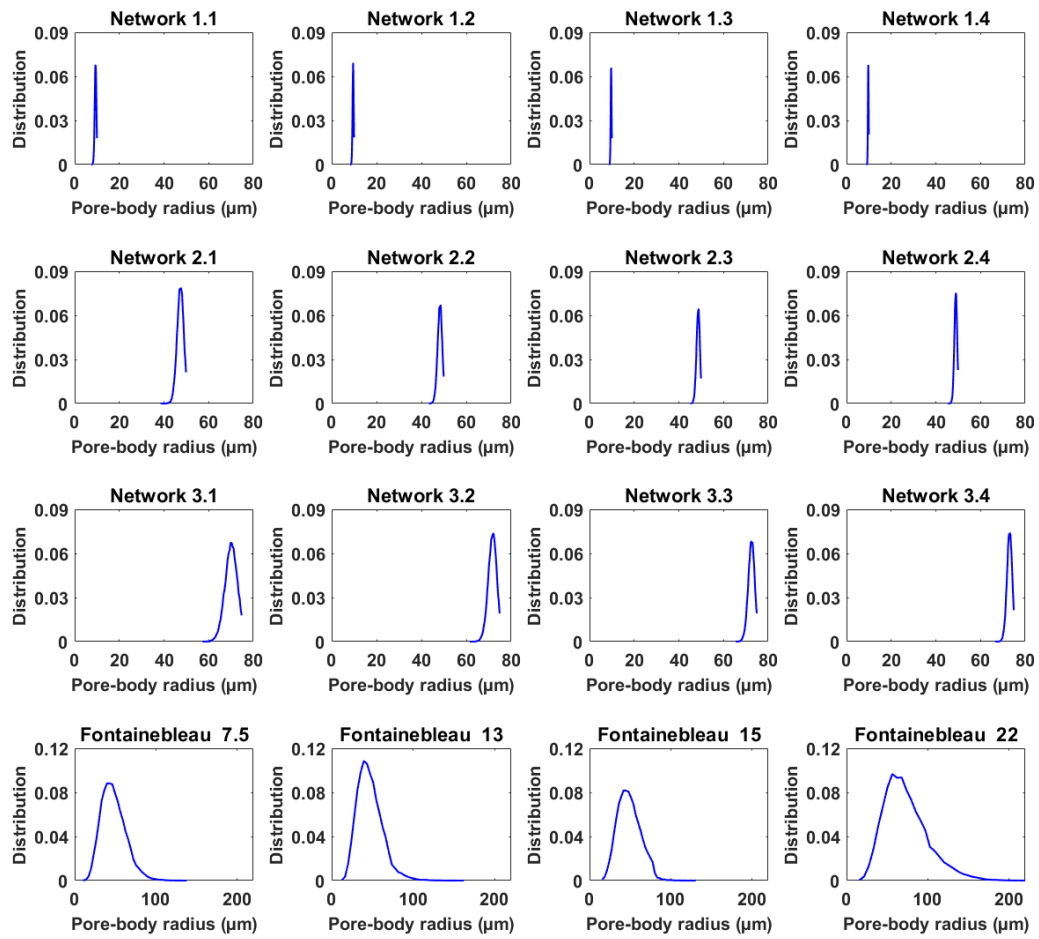 Network 1.1 Network 1.2 Network 1.3 Network 1.4
0.09 0.09 0.09 0.09
0.06 0.06 0.06 0.06
0.03 0.03 0.03 0.03
0 0 0 0
Distribution Distribution Distribution Distribution
0 20 40 60 80 0 20 40 60 80 0 20 40 60 80 0 20 40 60 80
Pore-body radius (μm) Pore-body radius (μm) Pore-body radius (μm) Pore-body radius (μm)
Network 2.1 Network 2.2 Network 2.3 Network 2.4
0.09 0.09 0.09 0.09
0.06 0.06 0.06 0.06
0.03 0.03 0.03 0.03
0 0 0 0
Distribution Distribution Distribution Distribution
0 20 40 60 80 0 20 40 60 80 0 20 40 60 80 0 20 40 60 80
Pore-body radius (μm) Pore-body radius (μm) Pore-body radius (μm) Pore-body radius (μm)
Network 3.1 Network 3.2 Network 3.3 Network 3.4
0.09 0.09 0.09 0.09
0.06 0.06 0.06 0.06
0.03 0.03 0.03 0.03
0 0 0 0
Distribution Distribution Distribution Distribution
0 20 40 60 80 0 20 40 60 80 0 20 40 60 80 0 20 40 60 80
Pore-body radius (μm) Pore-body radius (μm) Pore-body radius (μm) Pore-body radius (μm)
Fontainebleau 7.5 Fontainebleau 13 Fontainebleau 15 Fontainebleau 22
0.12 0.12 0.12 0.12
0.08 0.08 0.08 0.08
0.04 0.04 0.04 0.04
0 0 0 0
Distribution Distribution Distribution Distribution
0 100 200 0 100 200 0 100 200 0 100 200
Pore-body radius (μm) Pore-body radius (μm) Pore-body radius (μm) Pore-body radius (μm)